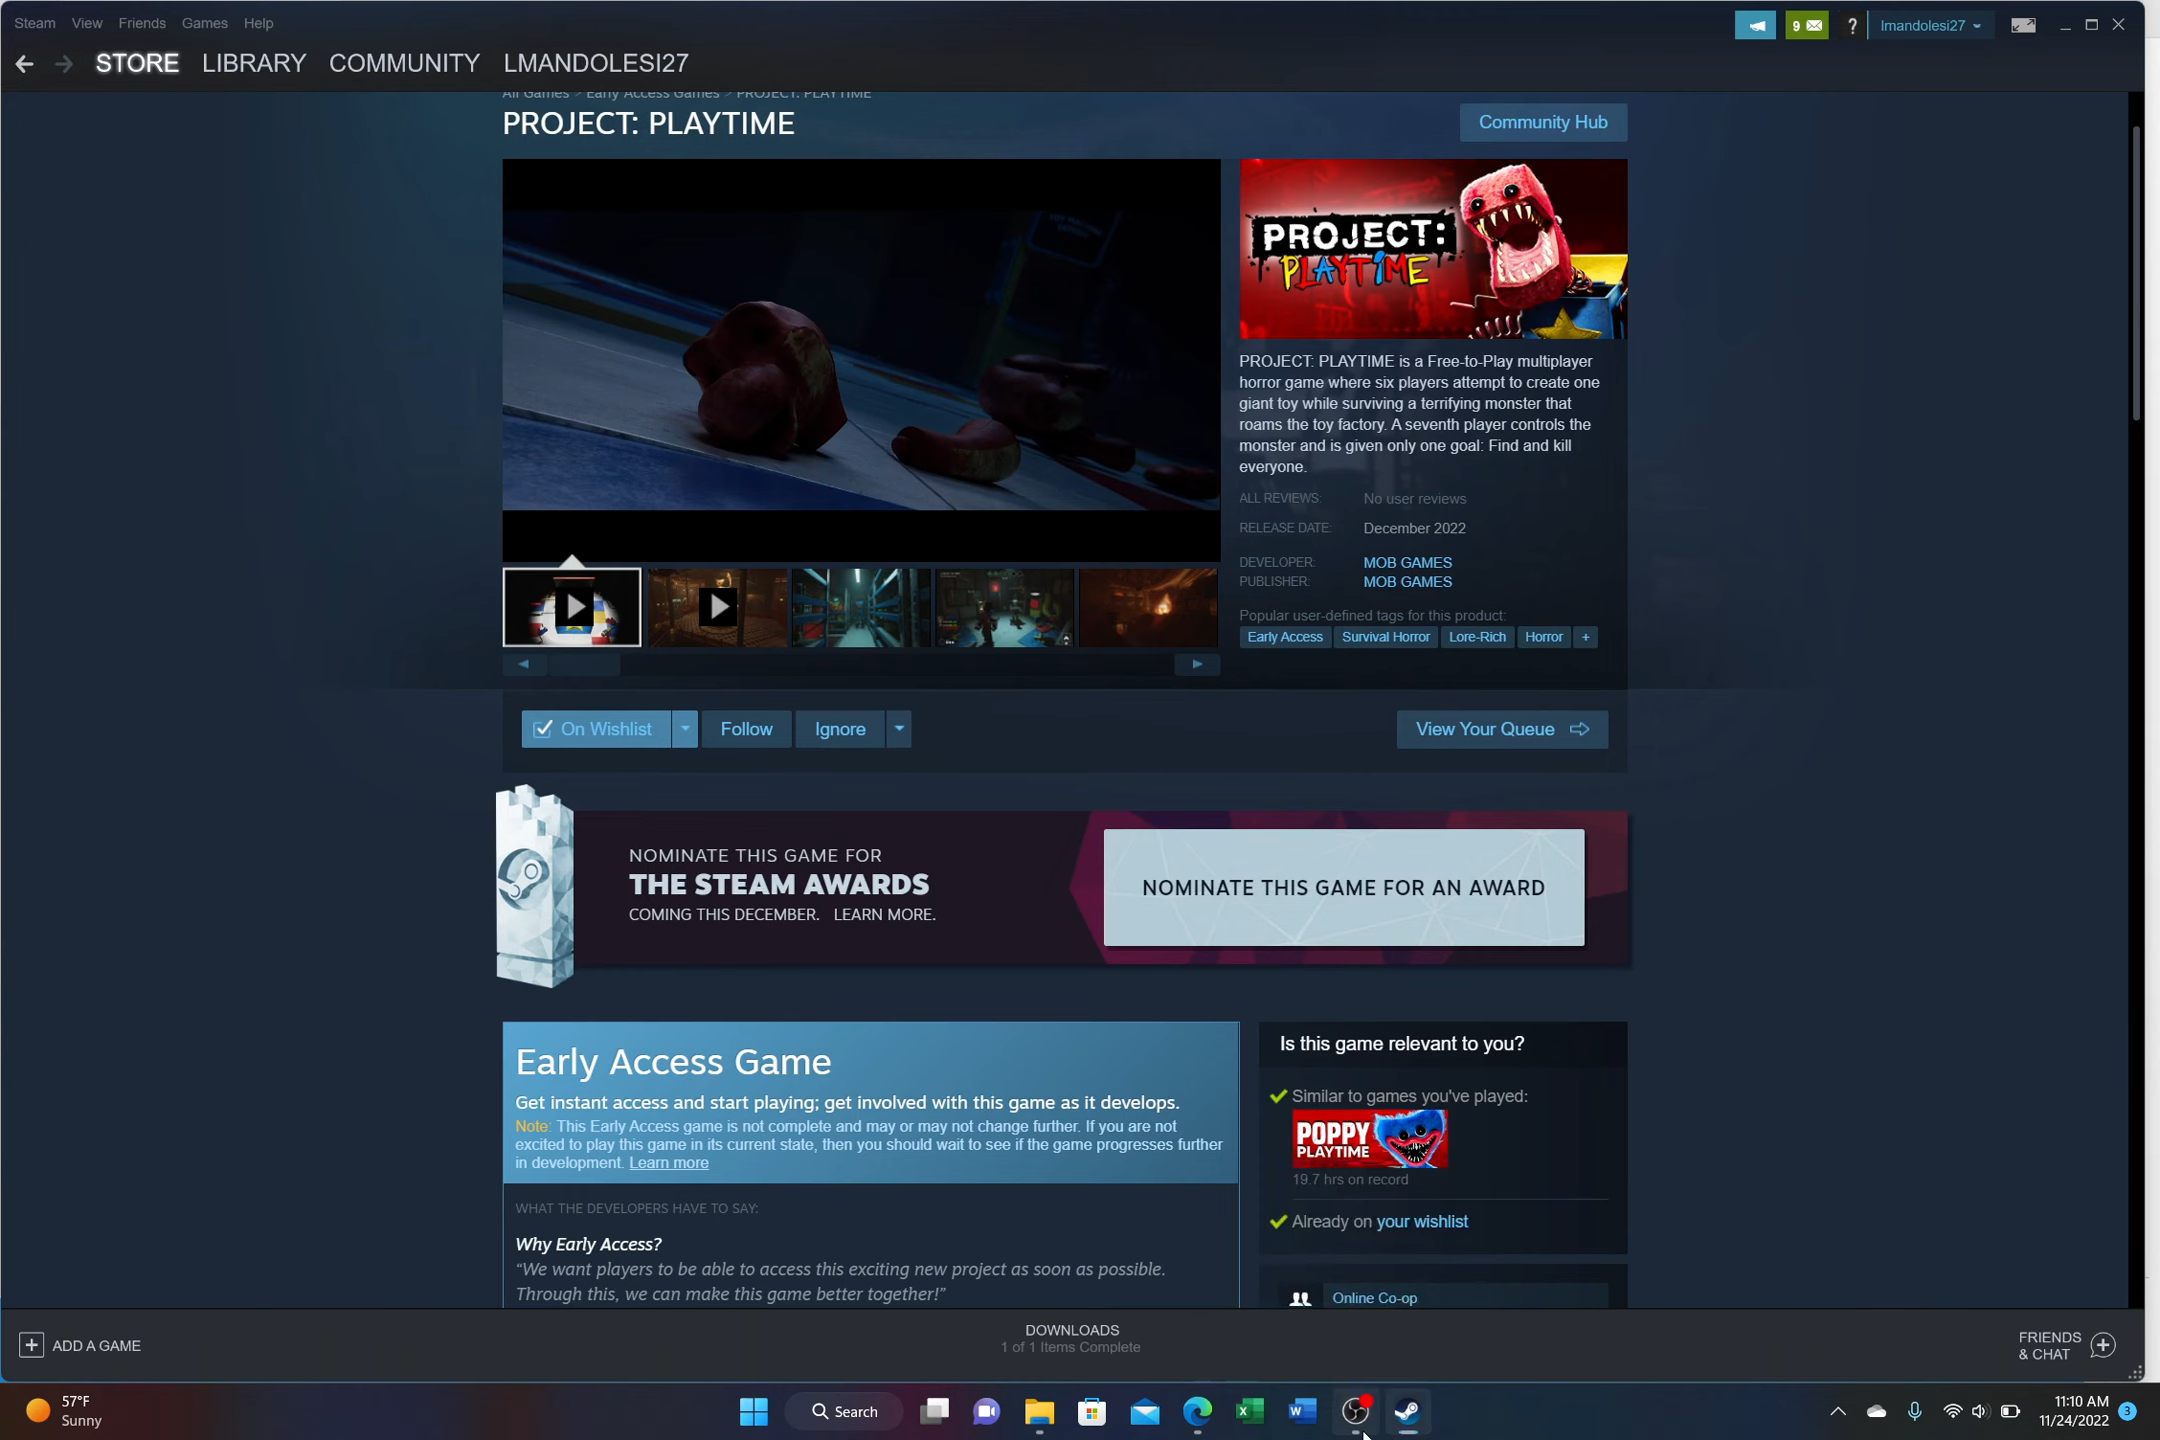 Steam View Friends Games Help
9 ? lmandolesi27
STORE LIBRARY COMMUNITY LMANDOLESI27
All Games > Early Access Games > PROJECT: PLAYTIME
PROJECT: PLAYTIME
Community Hub
PROJECT:
PLAYTIME
PROJECT: PLAYTIME is a Free-to-Play multiplayer
horror game where six players attempt to create one
giant toy while surviving a terrifying monster that
roams the toy factory. A seventh player controls the
monster and is given only one goal: Find and kill
everyone.
ALL REVIEWS: No user reviews
RELEASE DATE: December 2022
DEVELOPER: MOB GAMES
PUBLISHER: MOB GAMES
Popular user-defined tags for this product:
Early Access Survival Horror Lore-Rich Horror +
On Wishlist Follow Ignore View Your Queue
NOMINATE THIS GAME FOR
THE STEAM AWARDS
COMING THIS DECEMBER. LEARN MORE.
NOMINATE THIS GAME FOR AN AWARD
Early Access Game
Get instant access and start playing; get involved with this game as it develops.
Note: This Early Access game is not complete and may or may not change further. If you are not
excited to play this game in its current state, then you should wait to see if the game progresses further
in development. Learn more
WHAT THE DEVELOPERS HAVE TO SAY:
Why Early Access?
“We want players to be able to access this exciting new project as soon as possible.
Through this, we can make this game better together!”
Is this game relevant to you?
Similar to games you've played:
POPPY
PLAYTIME
19.7 hrs on record
Already on your wishlist
Online Co-op
ADD A GAME
DOWNLOADS
1 of 1 Items Complete
FRIENDS
& CHAT
57°F
Sunny
Search
11:10 AM
11/24/2022
3